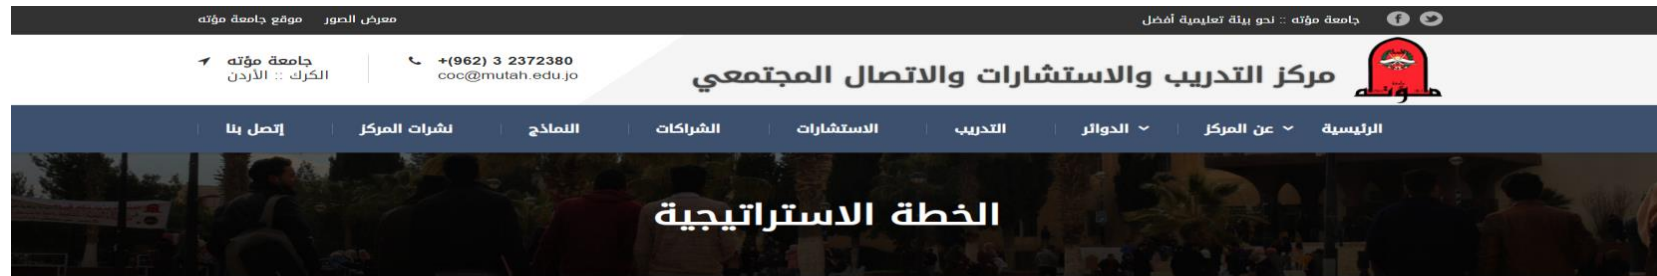 جامعة مؤته :: نحو بيئة تعليمية أفضل
معرض الصور
موقع جامعة مؤته
مؤته
مركز التدريب والاستشارات والاتصال المجتمعي
+(962) 3 2372380
coc@mutah.edu.jo
جامعة مؤته
الكرك :: الأردن
الرئيسية
عن المركز
الدوائر
التدريب
الاستشارات
الشراكات
النماذج
نشرات المركز
إتصل بنا
الخطة الاستراتيجية